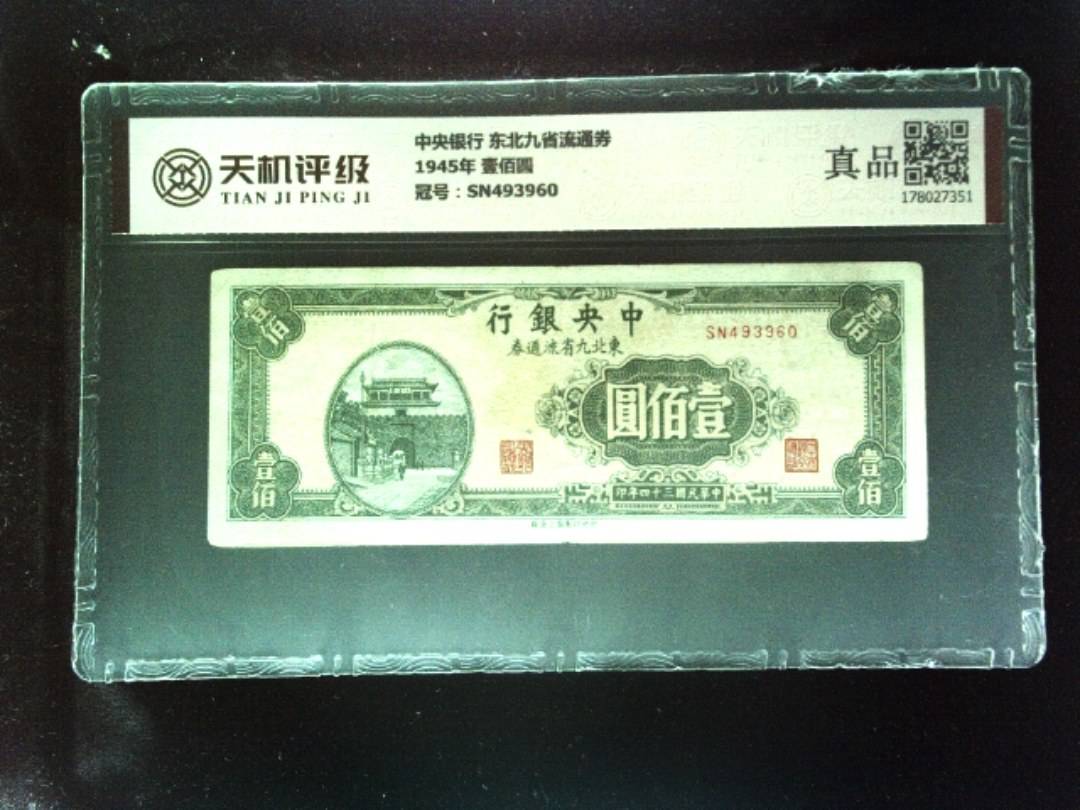 天机评级
TIAN JI PING JI
中央银行 东北九省流通券
1945年 壹佰圆
冠号：SN493960
真品
178027351
行銀央中
SN493960
券通流省九北東
壹佰
壹佰
圓佰壹
壹佰
壹佰
印年四十三國民華中